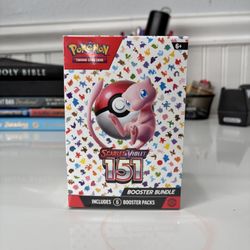 POKÉMON
TRADING CARD GAME
6+
HOLY BIBLE
SCARLET & VIOLET
151
BOOSTER BUNDLE
INCLUDES 6 BOOSTER PACKS